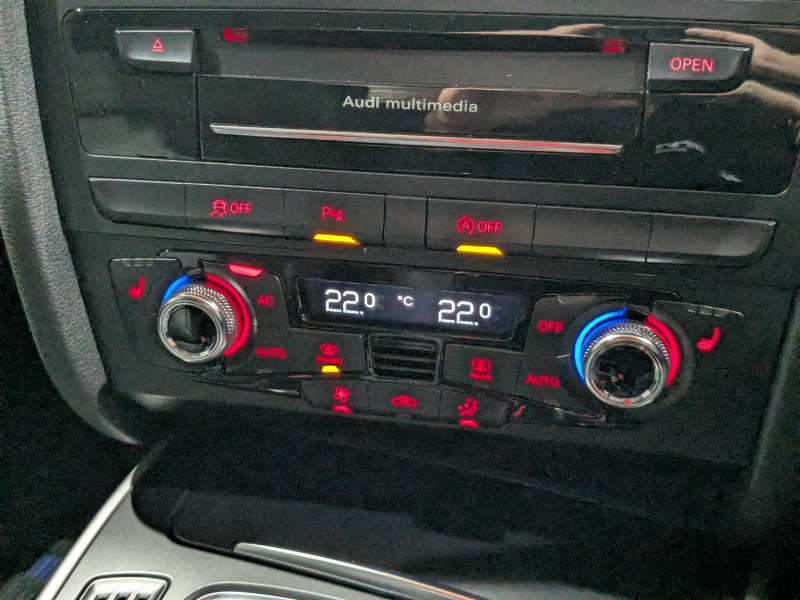 OPEN
Audi multimedia
OFF
P
A OFF
AC
22.0 °C 22.0
OFF
AUTO
FRONT
REAR
AUTO